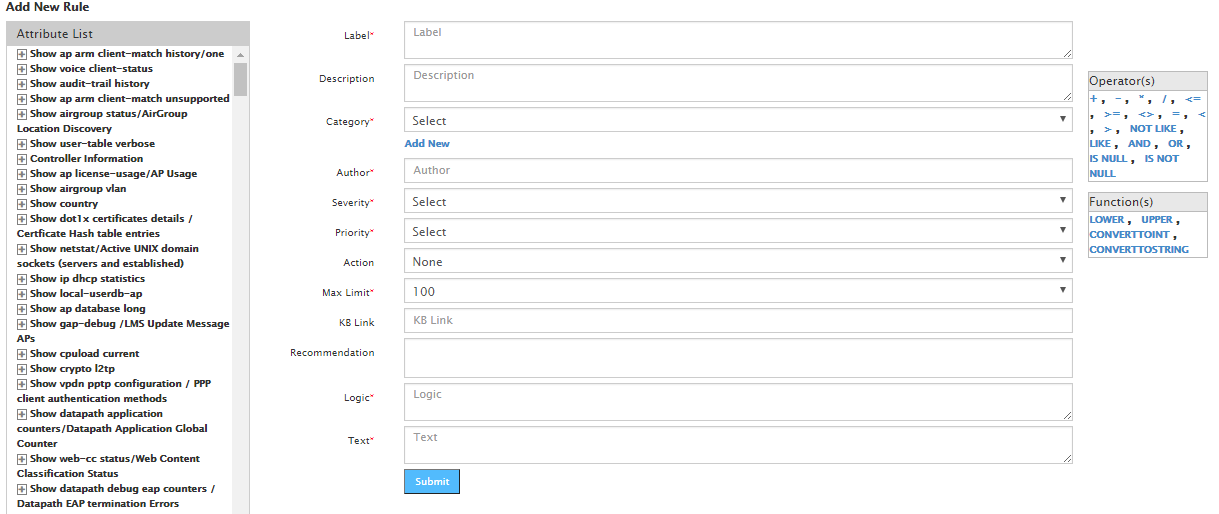 Add New Rule
Attribute List
Show ap arm client-match history/one
Show voice client-status
Show audit-trail history
Show ap arm client-match unsupported
Show airgroup status/AirGroup
Location Discovery
Show user-table verbose
Controller Information
Show ap license-usage/AP Usage
Show airgroup vlan
Show country
Show dot1x certificates details /
Certficate Hash table entries
Show netstat/Active UNIX domain
sockets (servers and established)
Show ip dhcp statistics
Show local-userdb-ap
Show ap database long
Show gap-debug /LMS Update Message
APs
Show cpuload current
Show crypto l2tp
Show vpdn pptp configuration / PPP
client authentication methods
Show datapath application
counters/Datapath Application Global
Counter
Show web-cc status/Web Content
Classification Status
Show datapath debug eap counters /
Datapath EAP termination Errors
Label* Label
Description Description
Category* Select
Add New
Author* Author
Severity* Select
Priority* Select
Action None
Max Limit* 100
KB Link KB Link
Recommendation
Logic* Logic
Text* Text
Submit
Operator(s)
+ , - , * , / , <=
, >= , <> , = , <
, > , NOT LIKE ,
LIKE , AND , OR ,
IS NULL , IS NOT
NULL
Function(s)
LOWER , UPPER ,
CONVERTTOINT ,
CONVERTTOSTRING